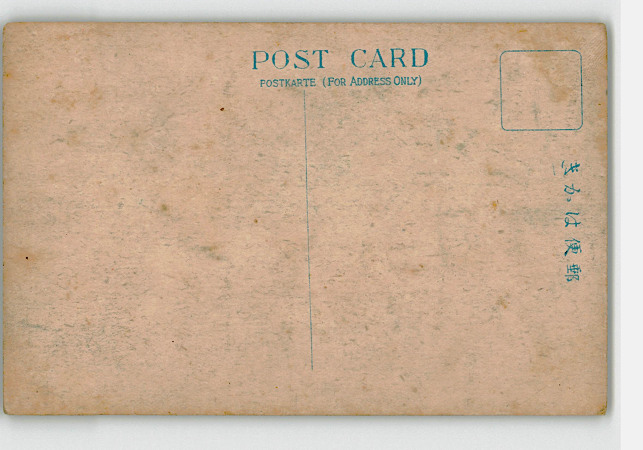 POST CARD
POSTKARTE (FOR ADDRESS ONLY)
郵便はかき